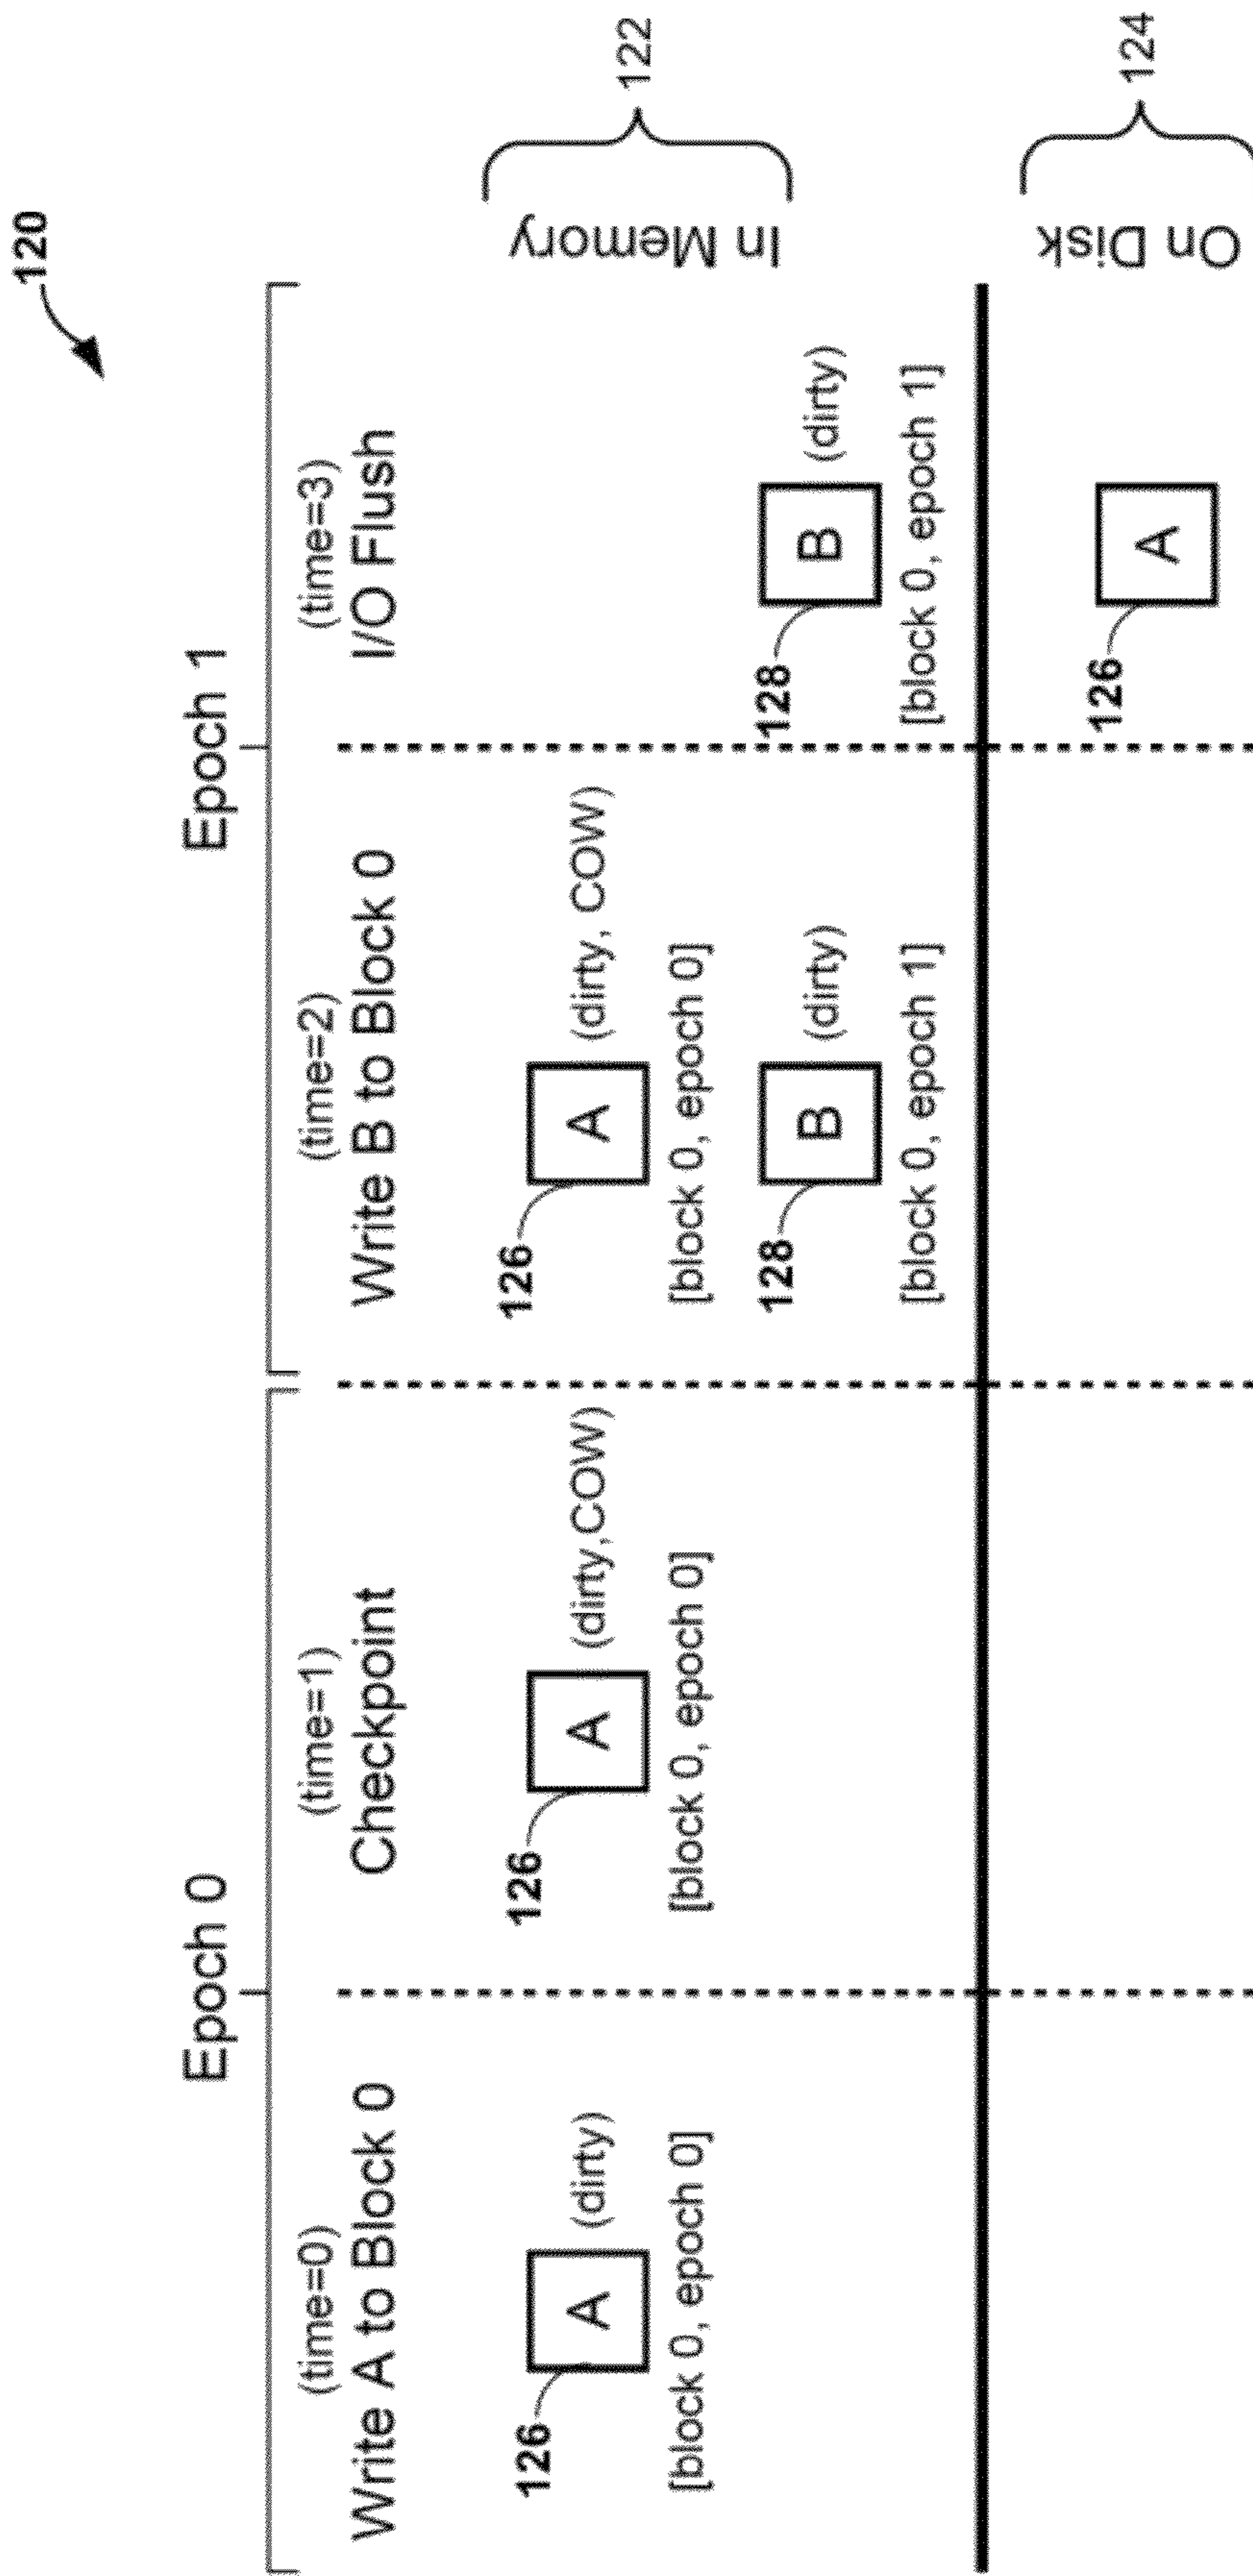 120
Epoch 0
Epoch 1
(time=0)
Write A to Block 0
(time=1)
Checkpoint
(time=2)
Write B to Block 0
(time=3)
I/O Flush
126
A
(dirty)
[block 0, epoch 0]
126
A
(dirty,COW)
[block 0, epoch 0]
126
A
(dirty, COW)
[block 0, epoch 0]
128
B
(dirty)
[block 0, epoch 1]
128
B
(dirty)
[block 0, epoch 1]
In Memory
122
126
A
On Disk
124